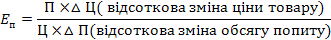 Eп = П × △ Ц( відсоткова зміна ціни товару)
Ц × △ П(відсоткова зміна обсягу попиту)